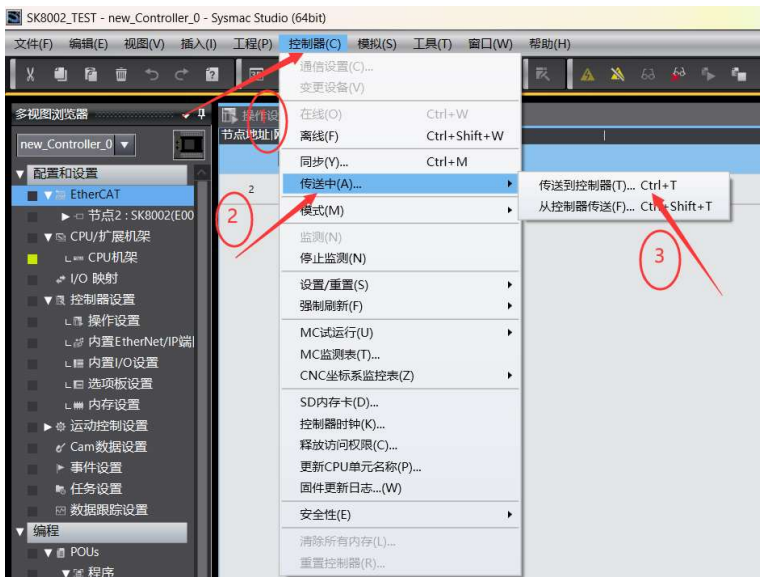 SK8002_TEST - new_Controller_0 - Sysmac Studio (64bit)
文件(F) 编辑(E) 视图(V) 插入(I) 工程(P) 控制器(C) 模拟(S) 工具(T) 窗口(W) 帮助(H)
通信设置(C)...
变更设备(V)
在线(O) Ctrl+W
离线(F) Ctrl+Shift+W
同步(Y)... Ctrl+M
传送中(A)...
传送到控制器(T)... Ctrl+T
从控制器传送(F)... Ctrl+Shift+T
模式(M)
监测(N)
停止监测(N)
设置/重置(S)
强制刷新(F)
MC试运行(U)
MC监测表(T)...
CNC坐标系监控表(Z)
SD内存卡(D)...
控制器时钟(K)...
释放访问权限(C)...
更新CPU单元名称(P)...
固件更新日志...(W)
安全性(E)
清除所有内存(L)...
重置控制器(R)...
多视图浏览器
new_Controller_0
配置和设置
EtherCAT
节点2 : SK8002(E00
CPU/扩展机架
CPU机架
I/O 映射
控制器设置
操作设置
内置EtherNet/IP端
内置I/O设置
选项板设置
内存设置
运动控制设置
Cam数据设置
事件设置
任务设置
数据跟踪设置
编程
POUs
程序
操作设
节点地址
2
2
3